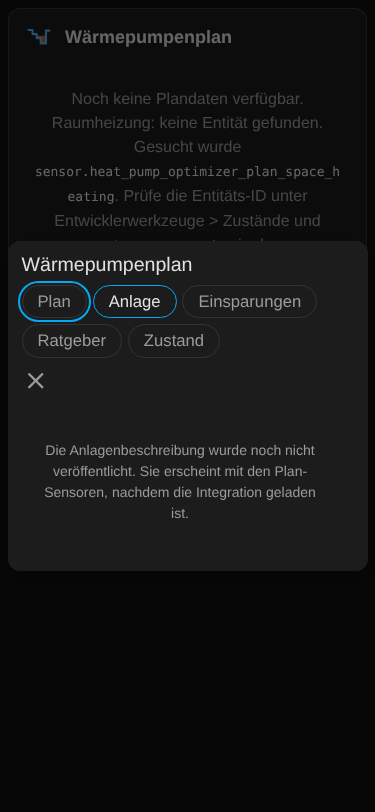 Wärmepumpenplan
Noch keine Plandaten verfügbar.
Raumheizung: keine Entität gefunden.
Gesucht wurde
sensor.heat_pump_optimizer_plan_space_h
eating. Prüfe die Entitäts-ID unter
Entwicklerwerkzeuge > Zustände und
Wärmepumpenplan
Plan
Anlage
Einsparungen
Ratgeber
Zustand
Die Anlagenbeschreibung wurde noch nicht
veröffentlicht. Sie erscheint mit den Plan-
Sensoren, nachdem die Integration geladen
ist.